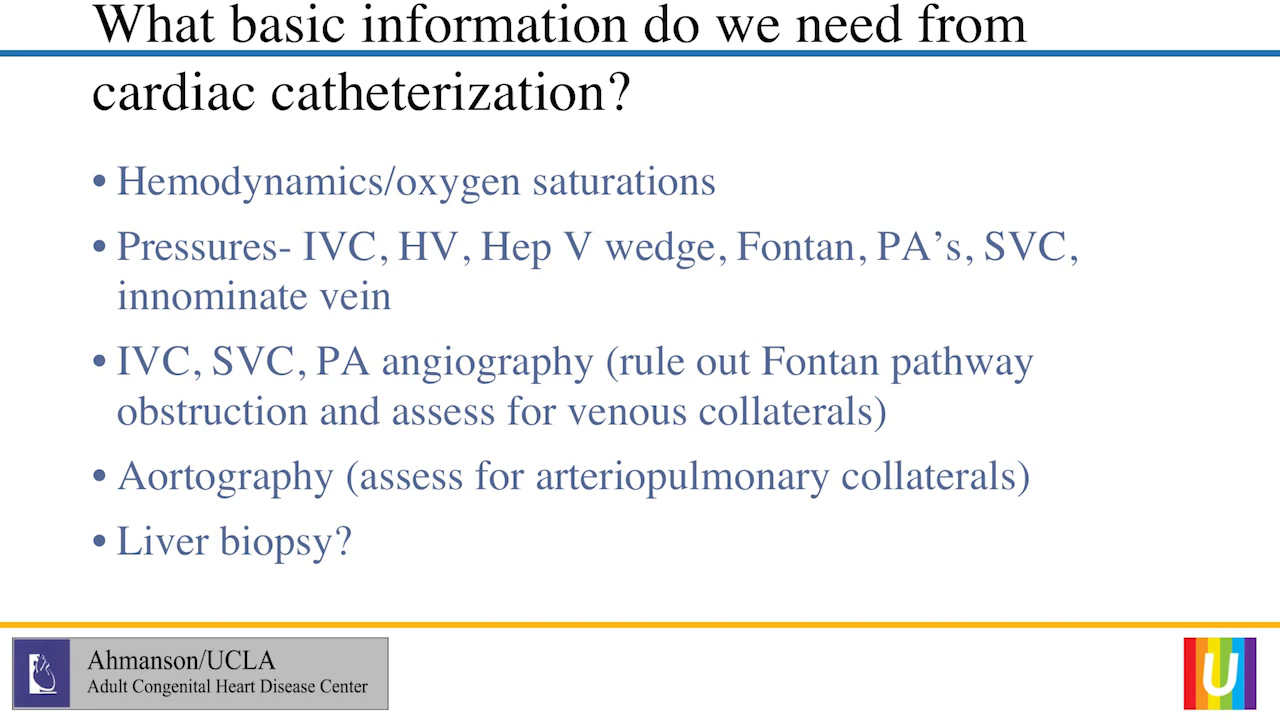 What basic information do we need from
cardiac catheterization?
• Hemodynamics/oxygen saturations
• Pressures- IVC, HV, Hep V wedge, Fontan, PA’s, SVC,
innominate vein
• IVC, SVC, PA angiography (rule out Fontan pathway
obstruction and assess for venous collaterals)
• Aortography (assess for arteriopulmonary collaterals)
• Liver biopsy?
Ahmanson/UCLA
Adult Congenital Heart Disease Center
U